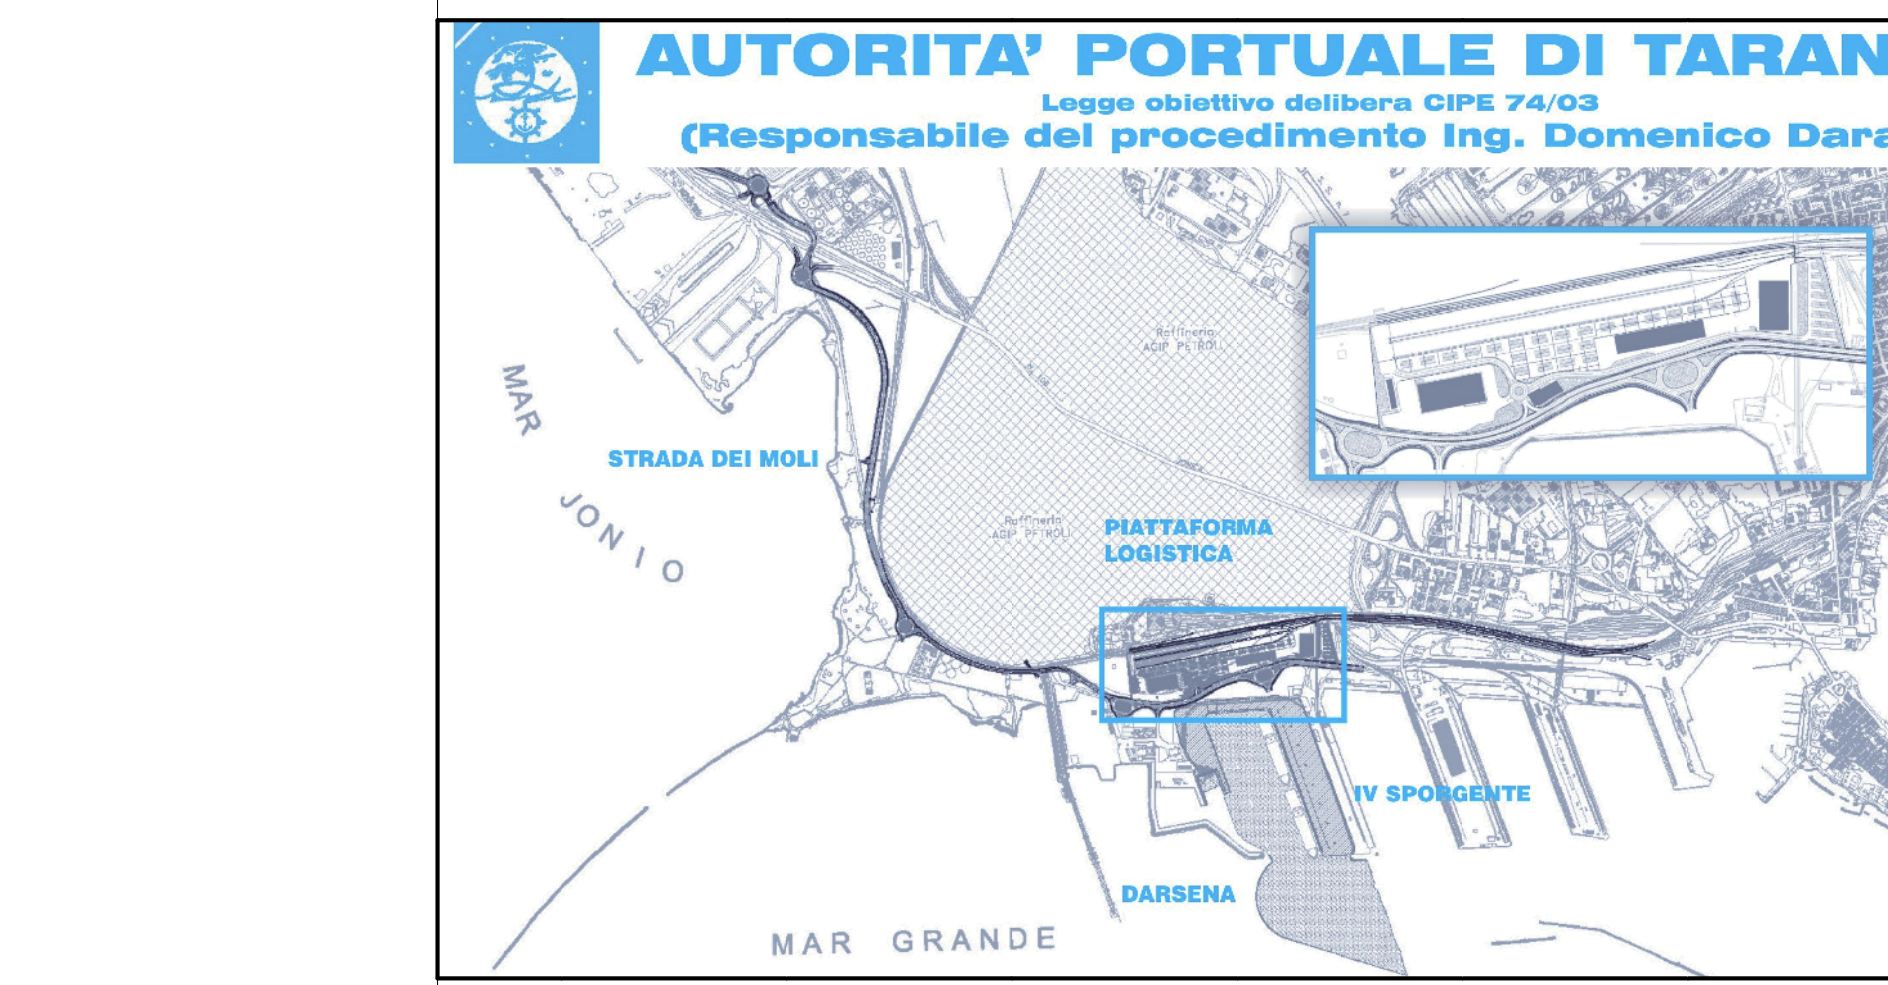 AUTORITA' PORTUALE DI TARAN
Legge obiettivo delibera CIPE 74/03
(Responsabile del procedimento Ing. Domenico Dara
Raffineria
AGIP PETROLI
MAR
JONIO
STRADA DEI MOLI
Raffineria
AGIP PETROLI
PIATTAFORMA
LOGISTICA
IV SPORGENTE
DARSENA
MAR GRANDE